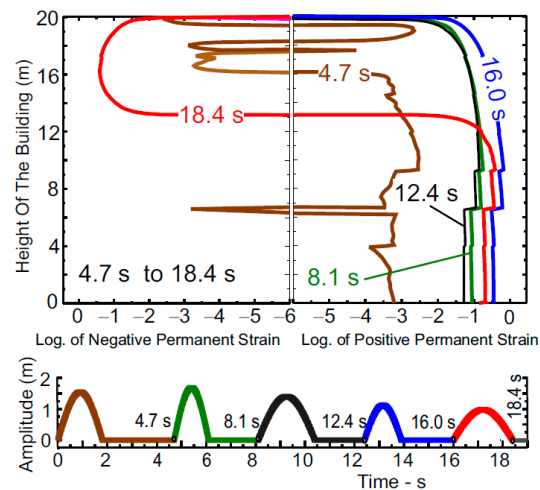 Height Of The Building (m)
20
16
12
8
4
0
4.7 s
16.0 s
18.4 s
12.4 s
8.1 s
4.7 s to 18.4 s
0 −1 −2 −3 −4 −5 −6 −5 −4 −3 −2 −1 0
Log. of Negative Permanent Strain
Log. of Positive Permanent Strain
Amplitude (m)
2
1
0
4.7 s
8.1 s
12.4 s
16.0 s
18.4 s
0 2 4 6 8 10 12 14 16 18
Time - s